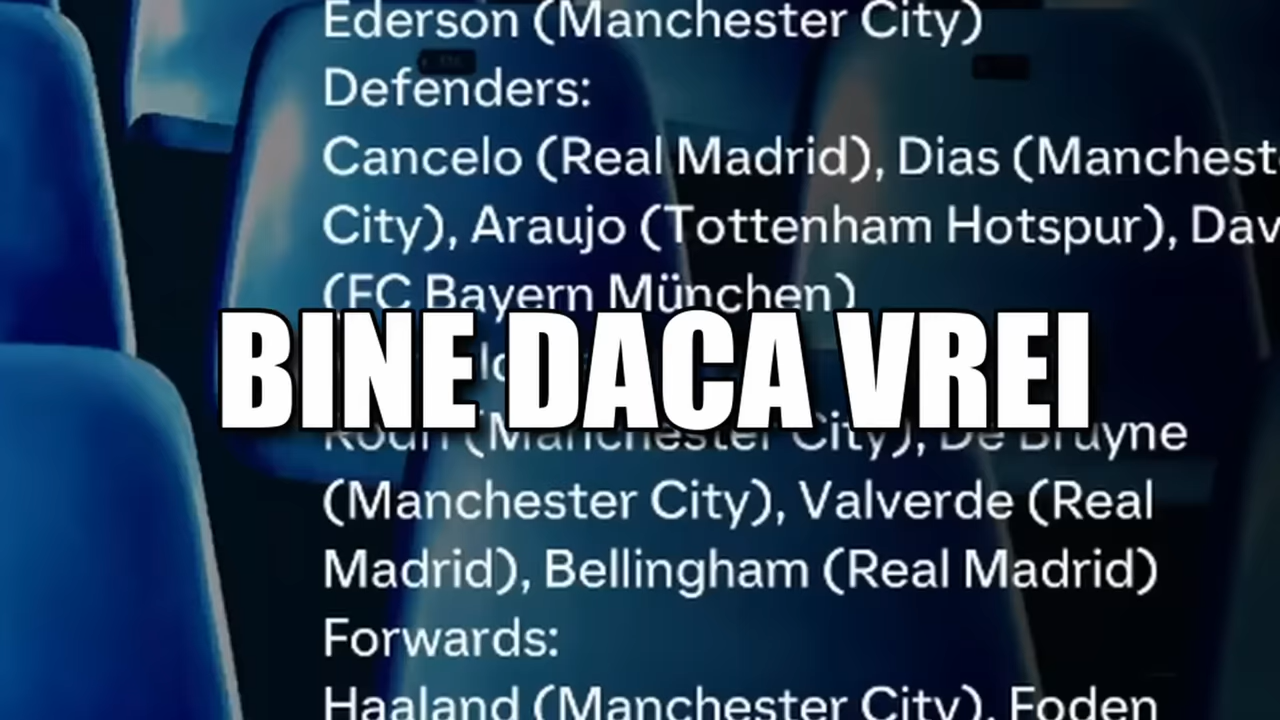 Ederson (Manchester City)
Defenders:
Cancelo (Real Madrid), Dias (Manchest
City), Araujo (Tottenham Hotspur), Dav
(FC Bayern München)
BINE DACA VREI
Rodri (Manchester City), De Bruyne
(Manchester City), Valverde (Real
Madrid), Bellingham (Real Madrid)
Forwards:
Haaland (Manchester City), Foden